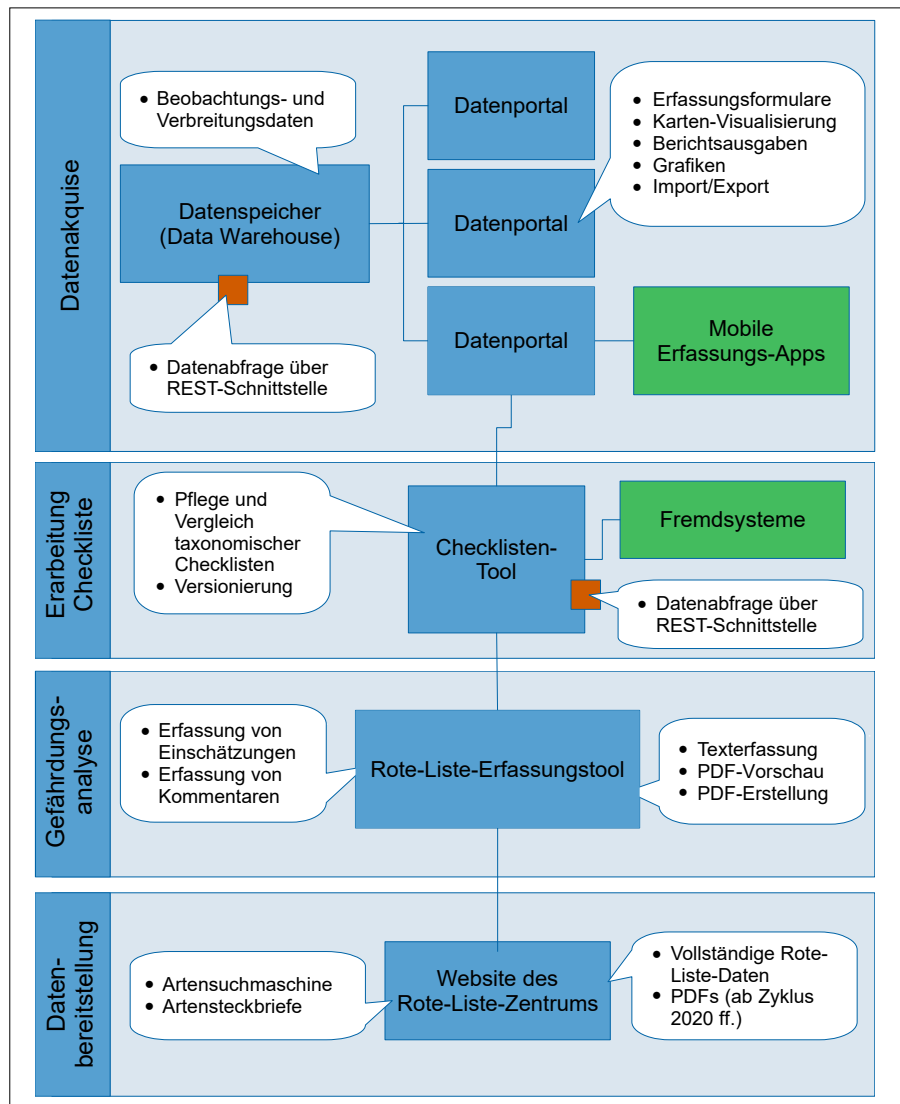 Datenakquise
• Beobachtungs- und
Verbreitungsdaten
Datenspeicher
(Data Warehouse)
• Datenabfrage über
REST-Schnittstelle
Datenportal
Datenportal
Datenportal
• Erfassungsformulare
• Karten-Visualisierung
• Berichtsausgaben
• Grafiken
• Import/Export
Mobile
Erfassungs-Apps
Erarbeitung
Checkliste
• Pflege und
Vergleich
taxonomischer
Checklisten
• Versionierung
Checklisten-
Tool
Fremdsysteme
• Datenabfrage über
REST-Schnittstelle
Gefährdungs-
analyse
• Erfassung von
Einschätzungen
• Erfassung von
Kommentaren
Rote-Liste-Erfassungstool
• Texterfassung
• PDF-Vorschau
• PDF-Erstellung
Daten-
bereitstellung
• Artensuchmaschine
• Artensteckbriefe
Website des
Rote-Liste-Zentrums
• Vollständige Rote-
Liste-Daten
• PDFs (ab Zyklus
2020 ff.)